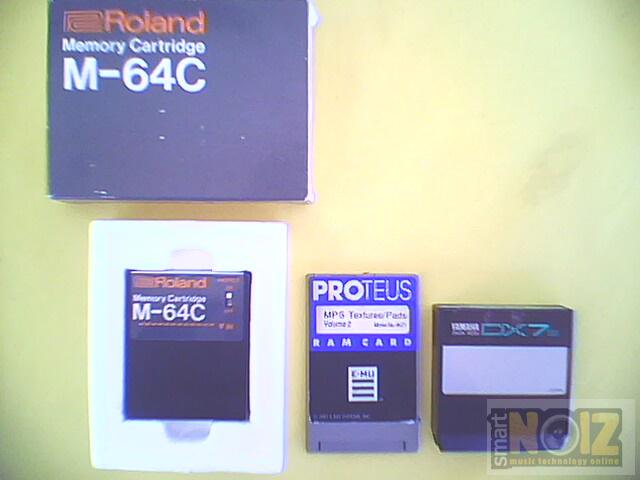 Roland
Memory Cartridge
M-64C
Roland
Memory Cartridge
M-64C
PROTEUS
MPS Textures/Pads
Volume 2
RAM CARD
E-MU
YAMAHA
DX7
smart
NOIZ
music technology online